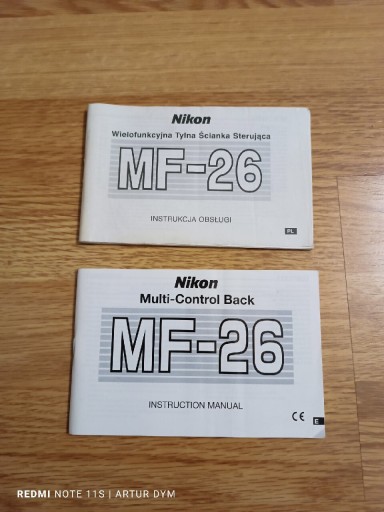 Nikon
Wielofunkcyjna Tylna Ścianka Sterująca
MF-26
INSTRUKCJA OBSŁUGI
PL
Nikon
Multi-Control Back
MF-26
INSTRUCTION MANUAL
CE E
REDMI NOTE 11S | ARTUR DYM